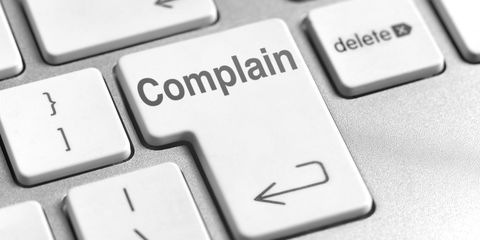 Complain
delete
}
]
|
\